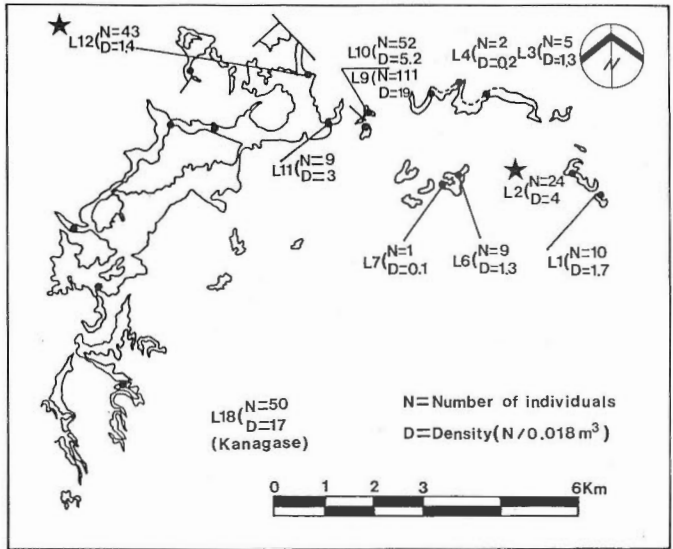 L12(N=43
D=1.4
L10(N=52
D=5.2
L9(N=111
D=19
L4(N=2
D=0.2
L3(N=5
D=1.3
N
L11(N=9
D=3
L2(N=24
D=4
L7(N=1
D=0.1
L6(N=9
D=1.3
L1(N=10
D=1.7
L18(N=50
D=17
(Kanagase)
N=Number of individuals
D=Density(N/0.018m³)
0 1 2 3 6Km